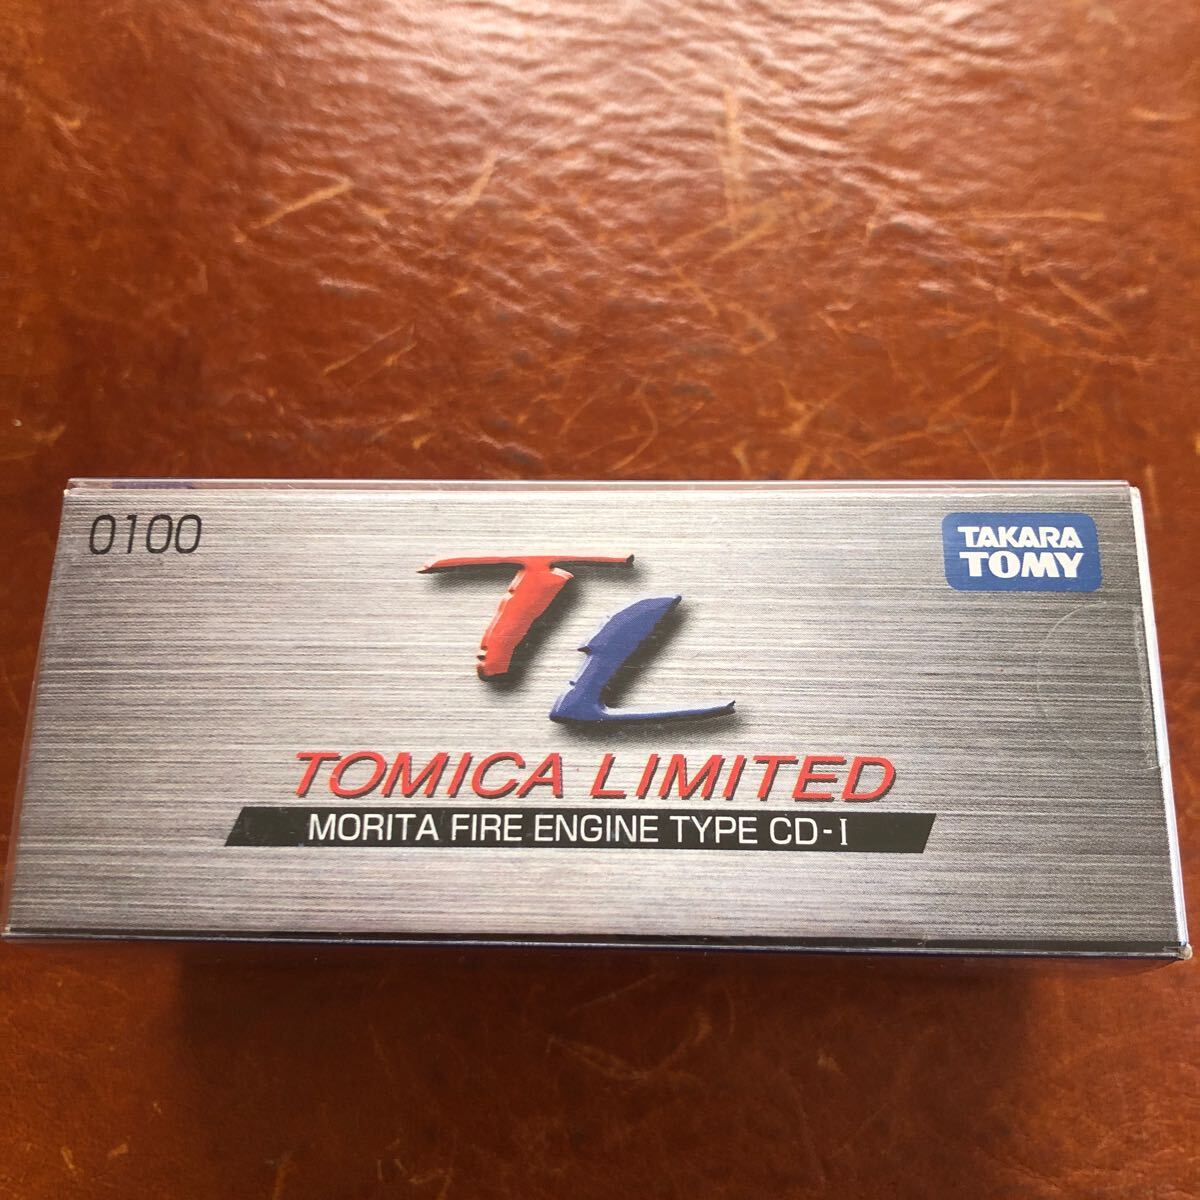 0100
TAKARA
TOMY
TL
TOMICA LIMITED
MORITA FIRE ENGINE TYPE CD-I